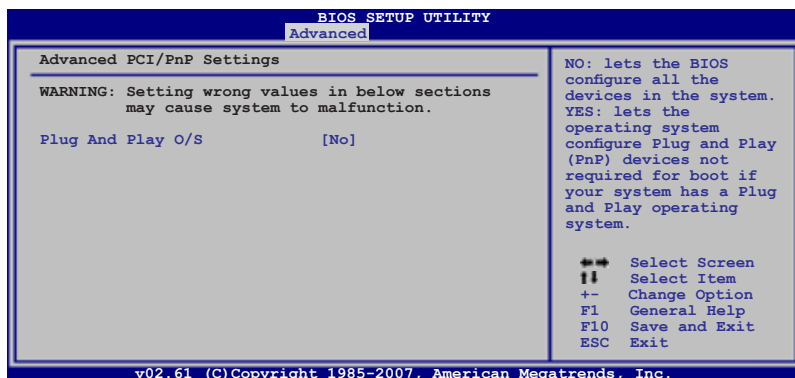 BIOS SETUP UTILITY
Advanced
Advanced PCI/PnP Settings
WARNING: Setting wrong values in below sections
may cause system to malfunction.
Plug And Play O/S [No]
NO: lets the BIOS
configure all the
devices in the system.
YES: lets the
operating system
configure Plug and Play
(PnP) devices not
required for boot if
your system has a Plug
and Play operating
system.
Select Screen
Select Item
+- Change Option
F1 General Help
F10 Save and Exit
ESC Exit
v02.61 (C)Copyright 1985-2007, American Megatrends, Inc.